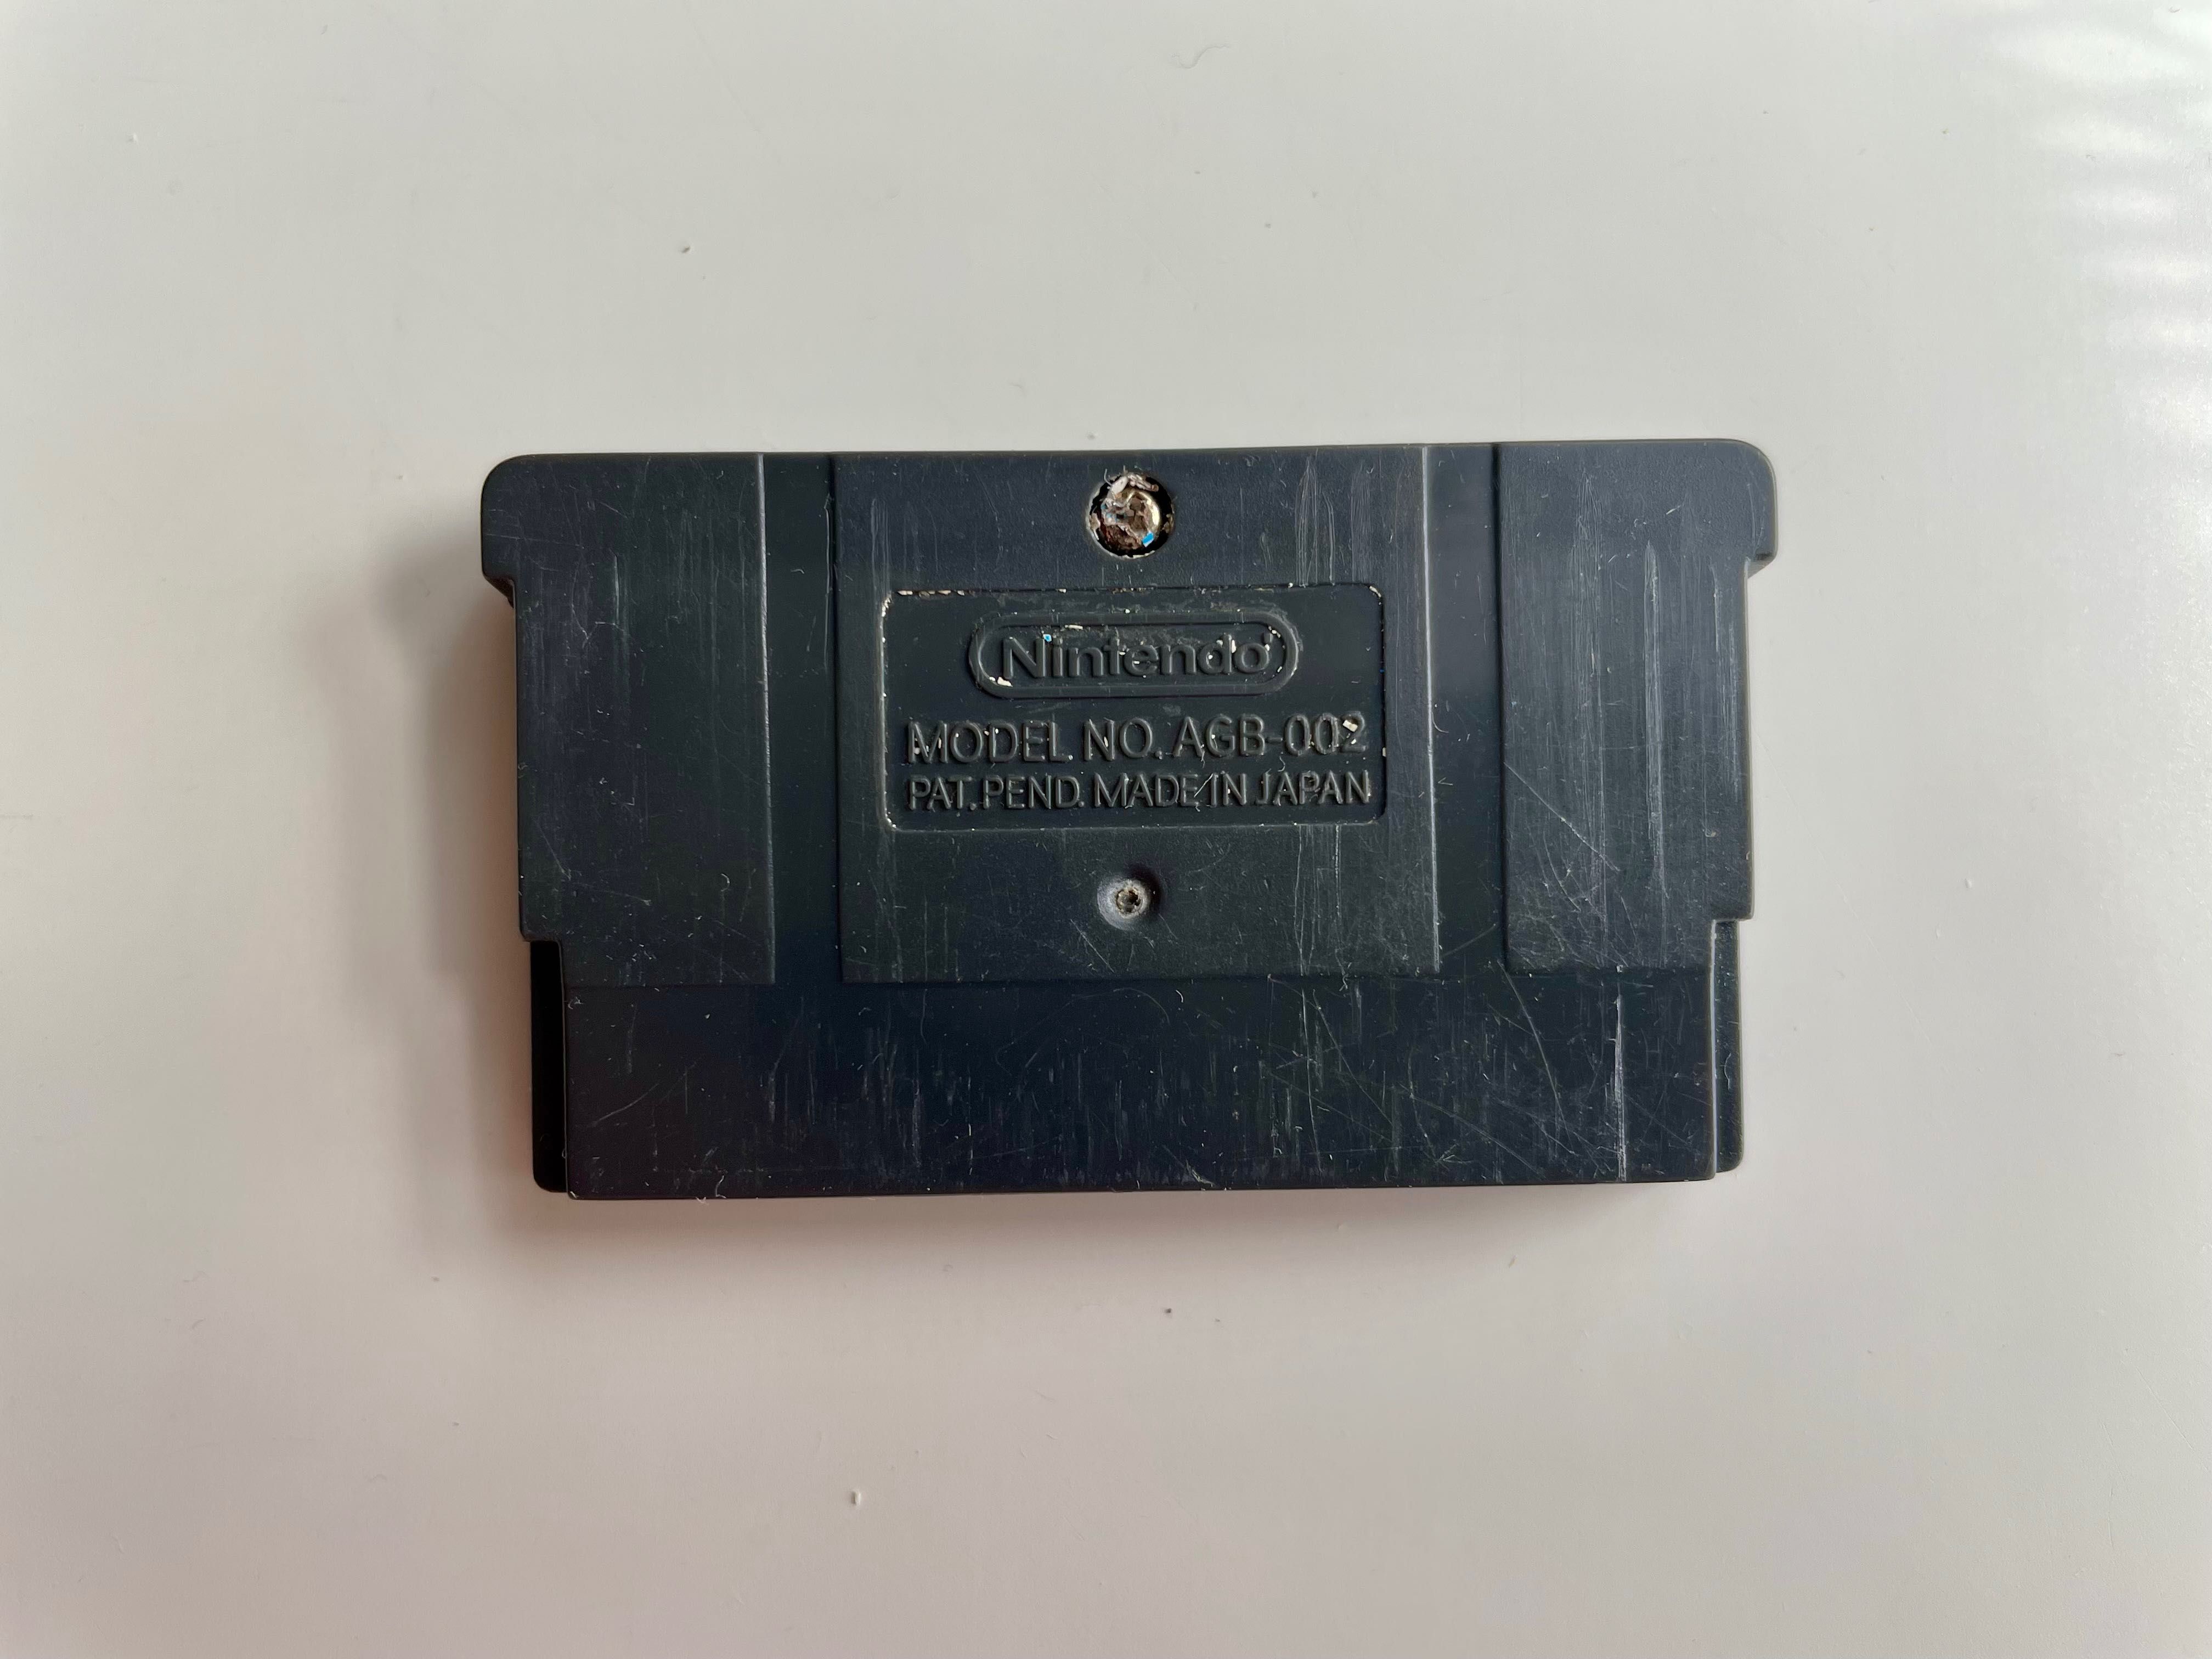 Nintendo
MODEL NO. AGB-002
PAT. PEND. MADE IN JAPAN